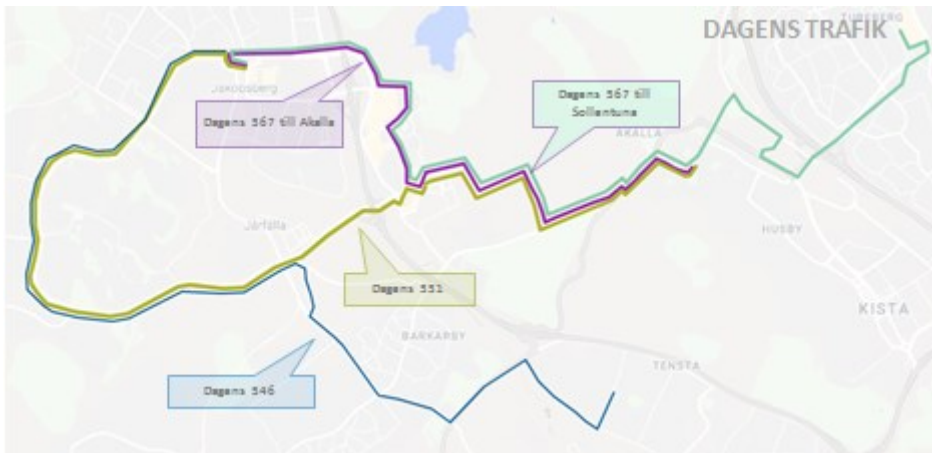 DAGENS TRAFIK
TUREBERG
Jakobsberg
Dagens 567 till Akalla
Dagens 567 till
Sollentuna
AKALLA
Järfälla
HUSBY
Dagens 551
KISTA
BARKARBY
TENSTA
Dagens 546